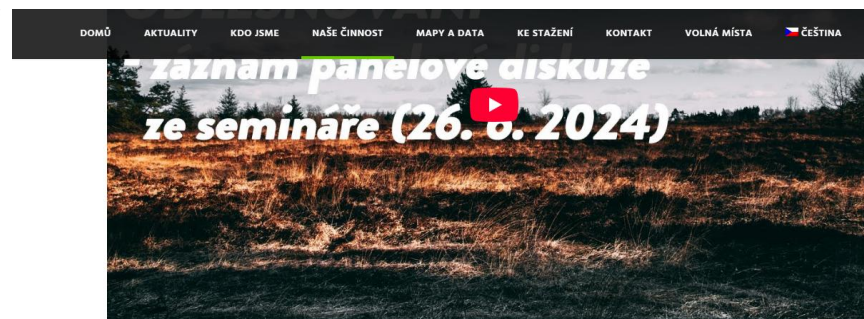 DOMŮ AKTUALITY KDO JSME NAŠE ČINNOST MAPY A DATA KE STAŽENÍ KONTAKT VOLNÁ MÍSTA ČEŠTINA
- záznam panelové diskuze
ze semináře (26. 6. 2024)